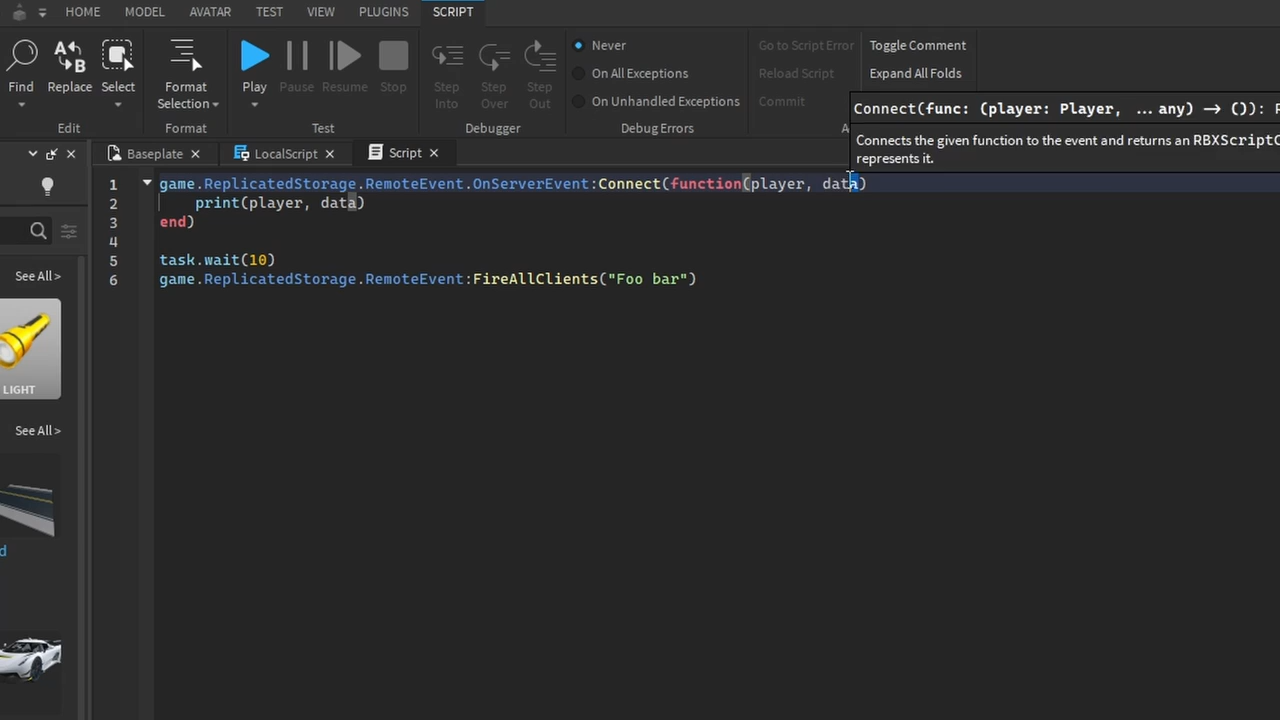 HOME MODEL AVATAR TEST VIEW PLUGINS SCRIPT
Find Replace Select
Edit
Format Selection
Format
Play Pause Resume Stop
Test
Step Into Step Over Step Out
Debugger
Never
On All Exceptions
On Unhandled Exceptions
Debug Errors
Go to Script Error
Reload Script
Commit
Toggle Comment
Expand All Folds
Connect(func: (player: Player, ... any) -> ()):
Connects the given function to the event and returns an
represents it.
Baseplate × LocalScript × Script ×
1 game.ReplicatedStorage.RemoteEvent.OnServerEvent:Connect(function(player, data)
2 print(player, data)
3 end)
4
5 task.wait(10)
6 game.ReplicatedStorage.RemoteEvent:FireAllClients("Foo bar")
See All >
LIGHT
See All >